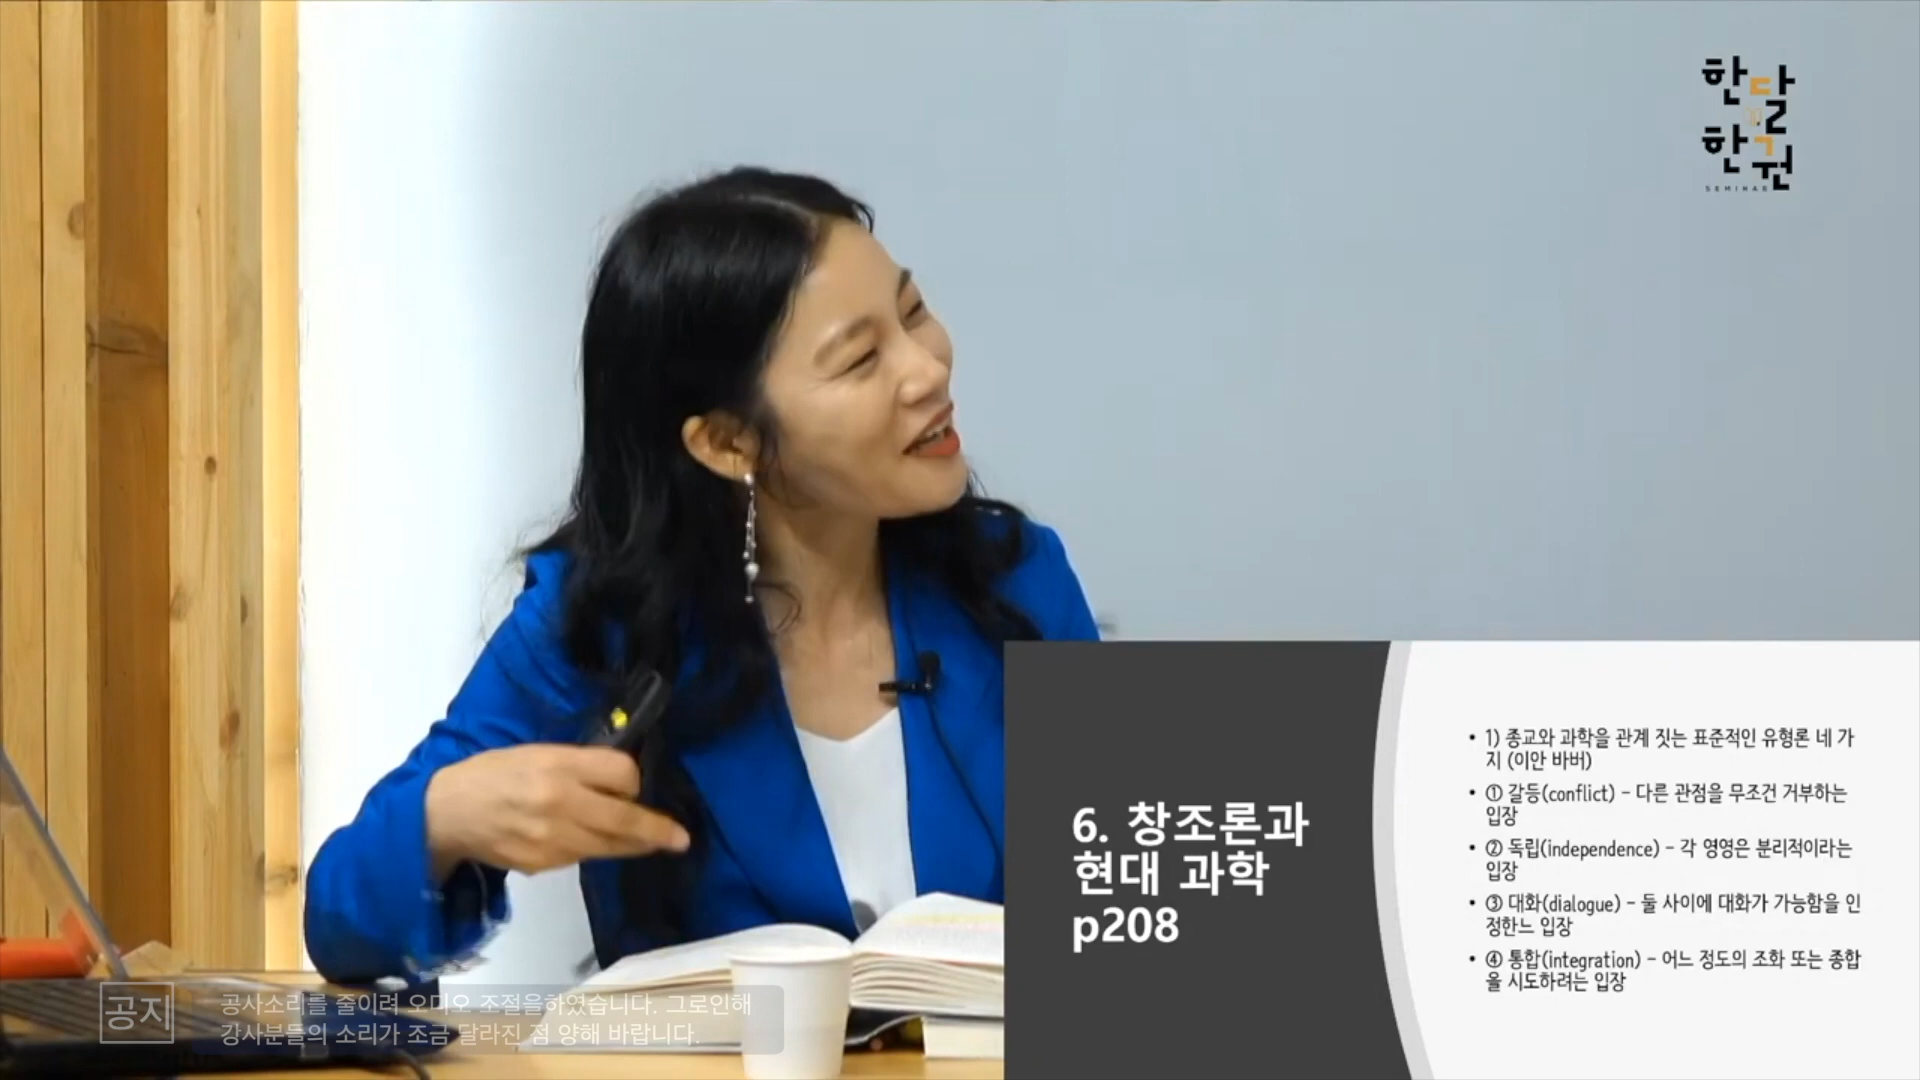 한달
한권
SEMINAR
6. 창조론과
현대 과학
p208
• 1) 종교와 과학을 관계 짓는 표준적인 유형론 네 가
지 (이안 바버)
• ① 갈등(conflict) – 다른 관점을 무조건 거부하는
입장
• ② 독립(independence) – 각 영영은 분리적이라는
입장
• ③ 대화(dialogue) – 둘 사이에 대화가 가능함을 인
정한느 입장
• ④ 통합(integration) – 어느 정도의 조화 또는 종합
을 시도하려는 입장
공지
공사소리를 줄이려 오디오 조절을하였습니다. 그로인해
강사분들의 소리가 조금 달라진 점 양해 바랍니다.